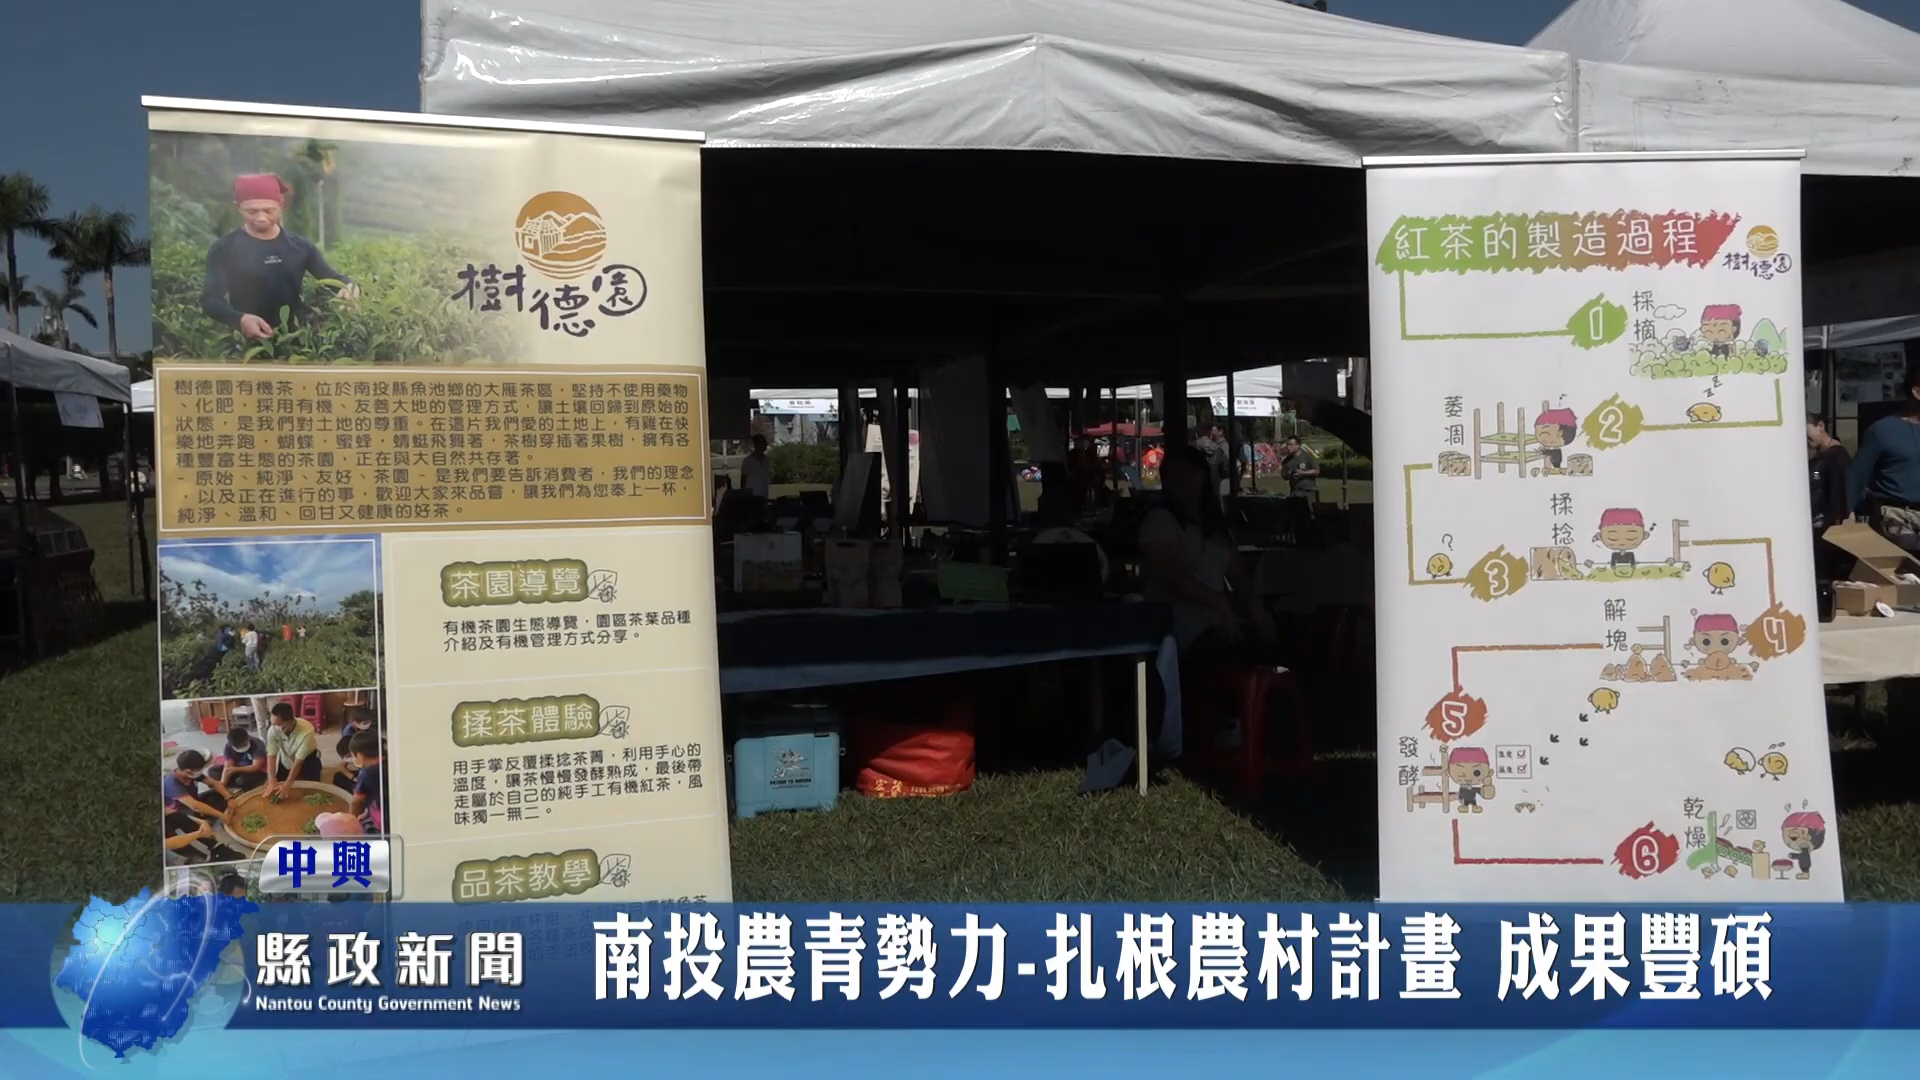 樹德園
樹德園有機茶，位於南投縣魚池鄉的大雁茶區，堅持不使用藥物
、化肥，採用有機、友善大地的管理方式，讓土壤回歸到原始的
狀態，是我們對土地的尊重。在這片我們愛的土地上，有雞在快
樂地奔跑，蝴蝶，蜜蜂，蜻蜓飛舞著，茶樹穿插著果樹，擁有各
種豐富生態的茶園，正在與大自然共存著。
- 原始、純淨、友好、茶園 - 是我們要告訴消費者，我們的理念
，以及正在進行的事，歡迎大家來品嘗，讓我們為您奉上一杯，
純淨、溫和、回甘又健康的好茶。
茶園導覽
有機茶園生態導覽，園區茶葉品種
介紹及有機管理方式分享。
揉茶體驗
用手掌反覆揉捻茶菁，利用手心的
溫度，讓茶慢慢發酵熟成，最後帶
走屬於自己的純手工有機紅茶，風
味獨一無二。
品茶教學
紅茶的製造過程
樹德園
1
採摘
萎凋
2
揉捻
3
解塊
4
5
發酵
乾燥
6
中興
縣政新聞
Nantou County Government News
南投農青勢力-扎根農村計畫 成果豐碩